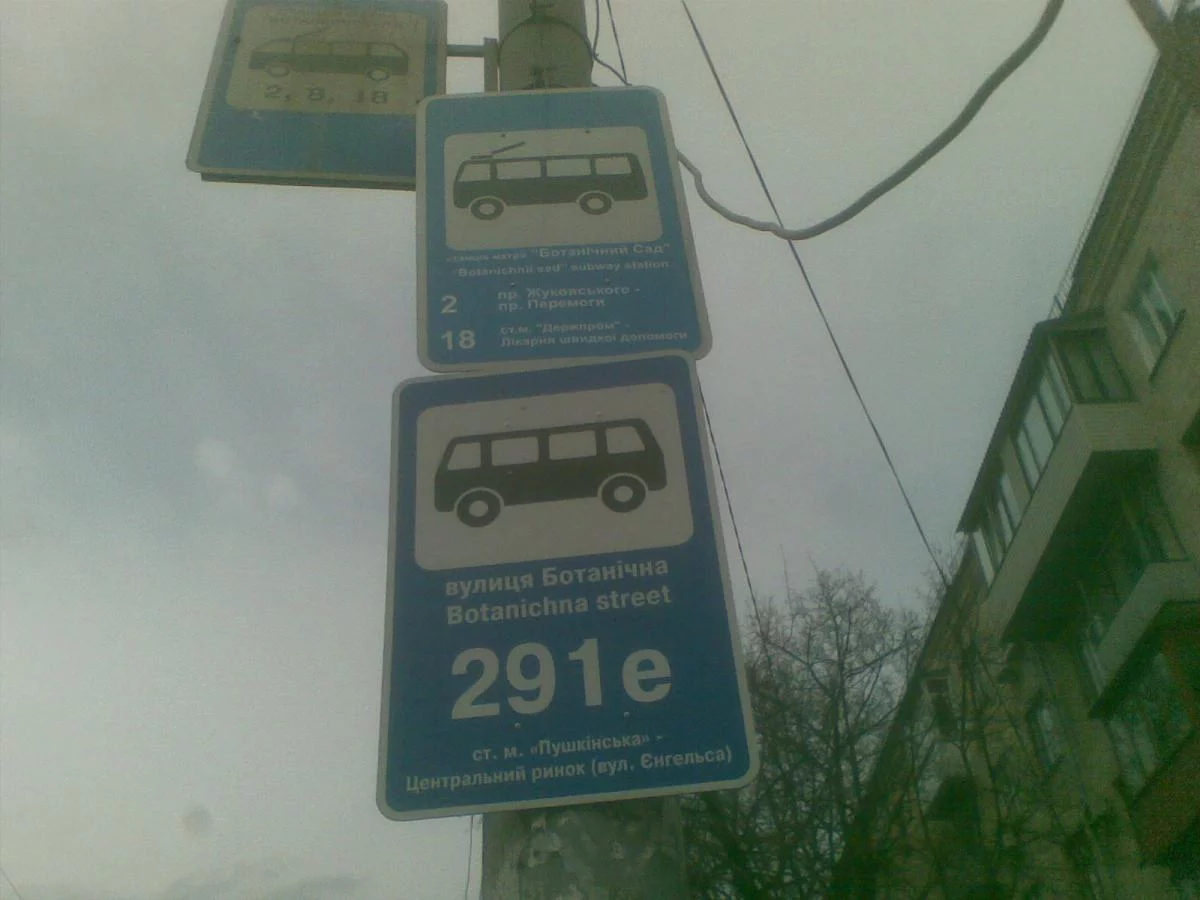 2, 8, 18
станція метро "Ботанічний Сад"
"Botanichnii sad" subway station
2 пр. Жуковського -
пр. Перемоги
18 ст.м. "Держпром" -
Лікарня швидкої допомоги
вулиця Ботанічна
Botanichna street
291е
ст. м. «Пушкінська» -
Центральний ринок (вул. Єнгельса)